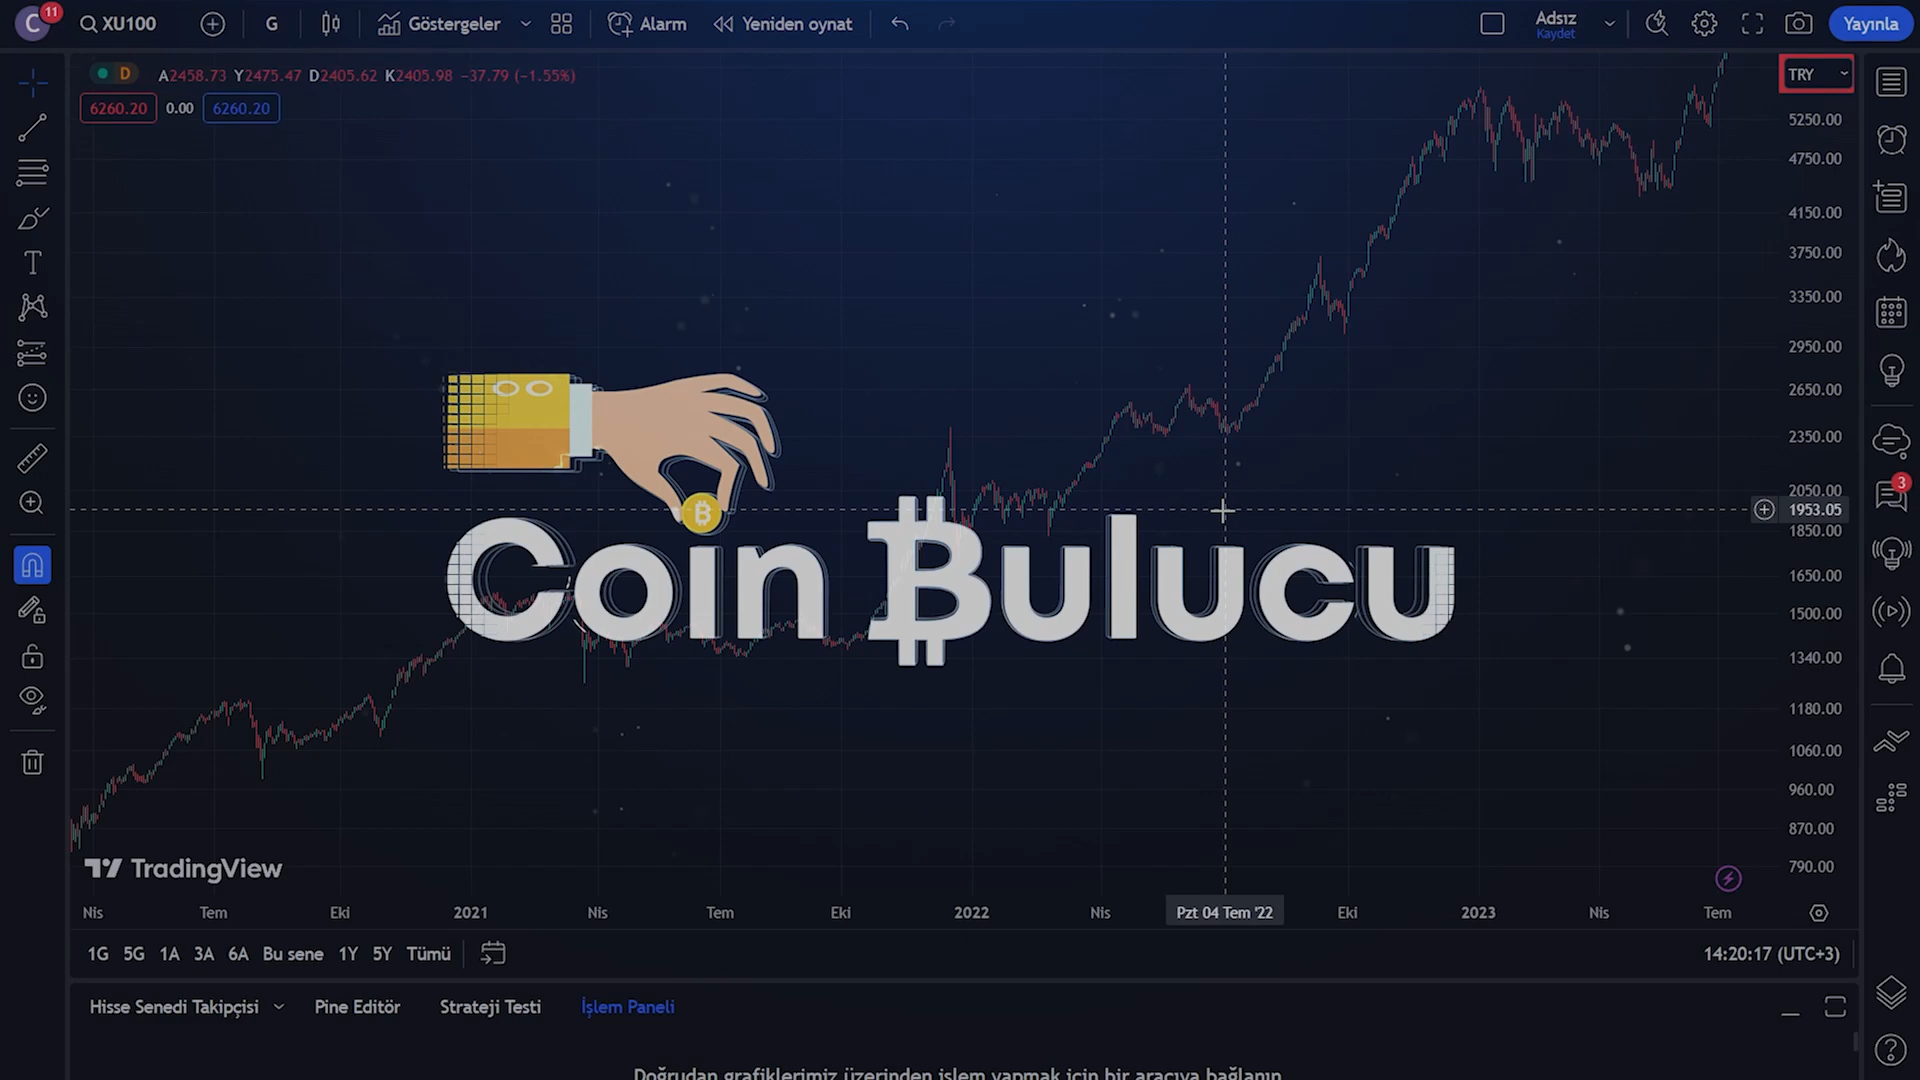 C 11 XU100 G Göstergeler Alarm Yeniden oynat Adsız Yayınla
Kaydet
D A2458.73 Y2475.47 D2405.62 K2405.98 −37.79 (−1.55%)
TRY
6260.20 0.00 6260.20
5250.00
4750.00
4150.00
3750.00
3350.00
2950.00
2650.00
2350.00
2050.00
3
1953.05
1850.00
Coin Bulucu
1650.00
1500.00
1340.00
1180.00
1060.00
960.00
870.00
790.00
TradingView
Nis Tem Eki 2021 Nis Tem Eki 2022 Nis Pzt 04 Tem '22 Eki 2023 Nis Tem
1G 5G 1A 3A 6A Bu sene 1Y 5Y Tümü 14:20:17 (UTC+3)
Hisse Senedi Takipçisi Pine Editör Strateji Testi İşlem Paneli
Doğrudan grafiklerimiz üzerinden işlem yapmak için bir aracıya bağlanın